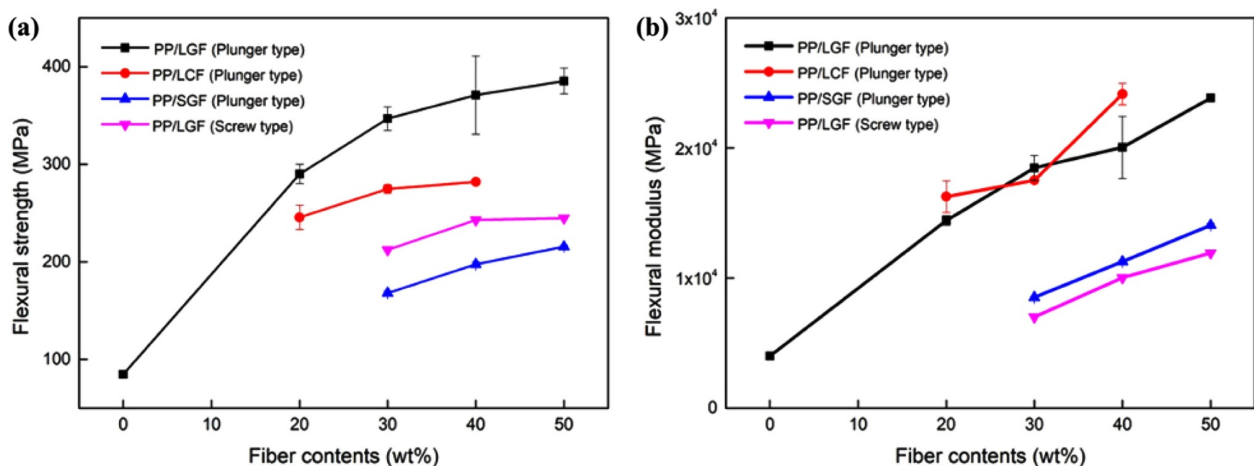 (a)
PP/LGF (Plunger type)
PP/LCF (Plunger type)
PP/SGF (Plunger type)
PP/LGF (Screw type)
400
300
200
100
Flexural strength (MPa)
0 10 20 30 40 50
Fiber contents (wt%)
(b)
3x10⁴
PP/LGF (Plunger type)
PP/LCF (Plunger type)
PP/SGF (Plunger type)
PP/LGF (Screw type)
2x10⁴
1x10⁴
0
Flexural modulus (MPa)
0 10 20 30 40 50
Fiber contents (wt%)